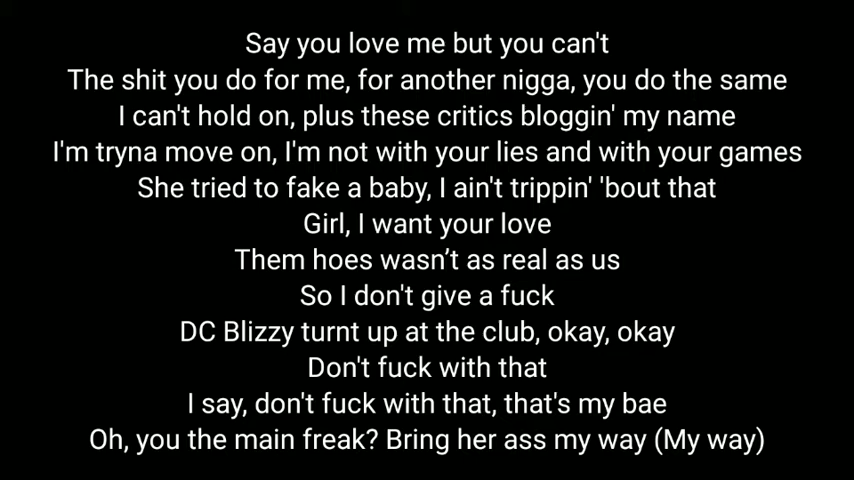 Say you love me but you can't
The shit you do for me, for another nigga, you do the same
I can't hold on, plus these critics bloggin' my name
I'm tryna move on, I'm not with your lies and with your games
She tried to fake a baby, I ain't trippin' 'bout that
Girl, I want your love
Them hoes wasn’t as real as us
So I don't give a fuck
DC Blizzy turnt up at the club, okay, okay
Don't fuck with that
I say, don't fuck with that, that's my bae
Oh, you the main freak? Bring her ass my way (My way)